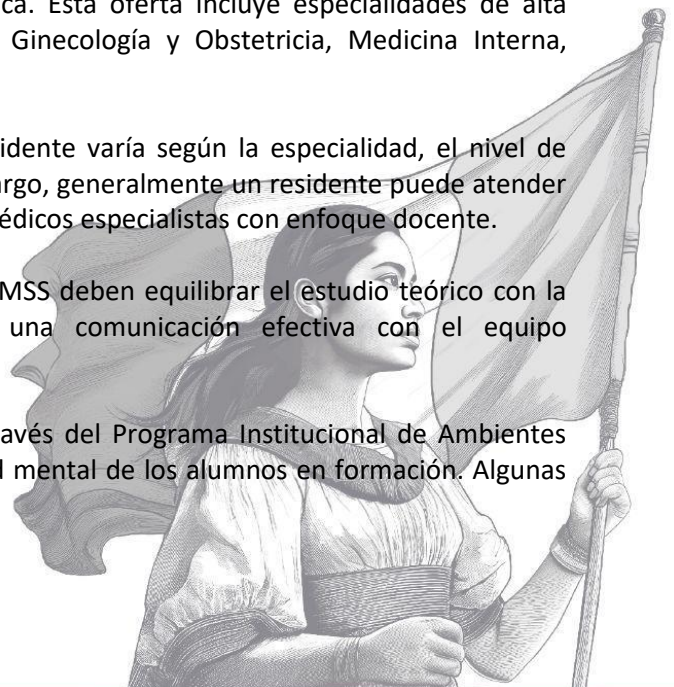 ca. Esta oferta incluye especialidades de alta
Ginecología y Obstetricia, Medicina Interna,
idente varía según la especialidad, el nivel de
argo, generalmente un residente puede atender
édicos especialistas con enfoque docente.
MSS deben equilibrar el estudio teórico con la
una comunicación efectiva con el equipo
avés del Programa Institucional de Ambientes
d mental de los alumnos en formación. Algunas